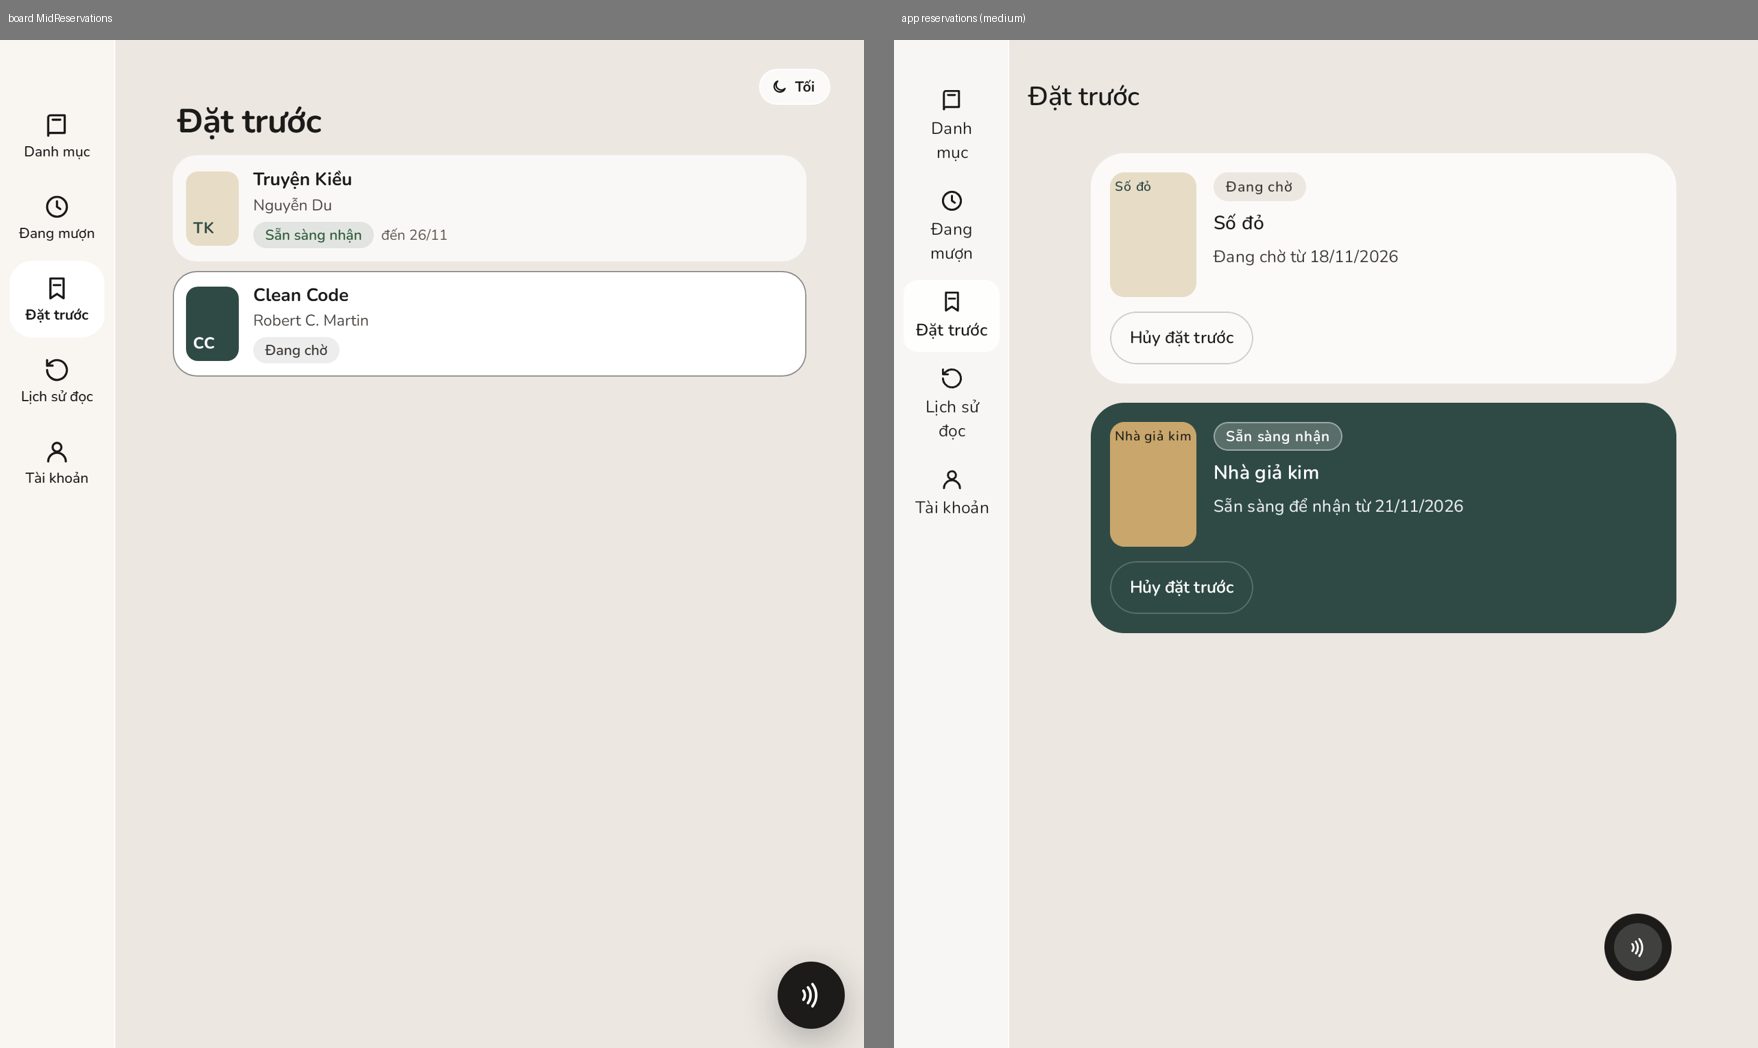 board MidReservations
Danh mục
Đang mượn
Đặt trước
Lịch sử đọc
Tài khoản
Tối
Đặt trước
TK
Truyện Kiều
Nguyễn Du
Sẵn sàng nhận đến 26/11
CC
Clean Code
Robert C. Martin
Đang chờ
app reservations (medium)
Danh
mục
Đang
mượn
Đặt trước
Lịch sử
đọc
Tài khoản
Đặt trước
Số đỏ
Đang chờ
Số đỏ
Đang chờ từ 18/11/2026
Hủy đặt trước
Nhà giả kim
Sẵn sàng nhận
Nhà giả kim
Sẵn sàng để nhận từ 21/11/2026
Hủy đặt trước